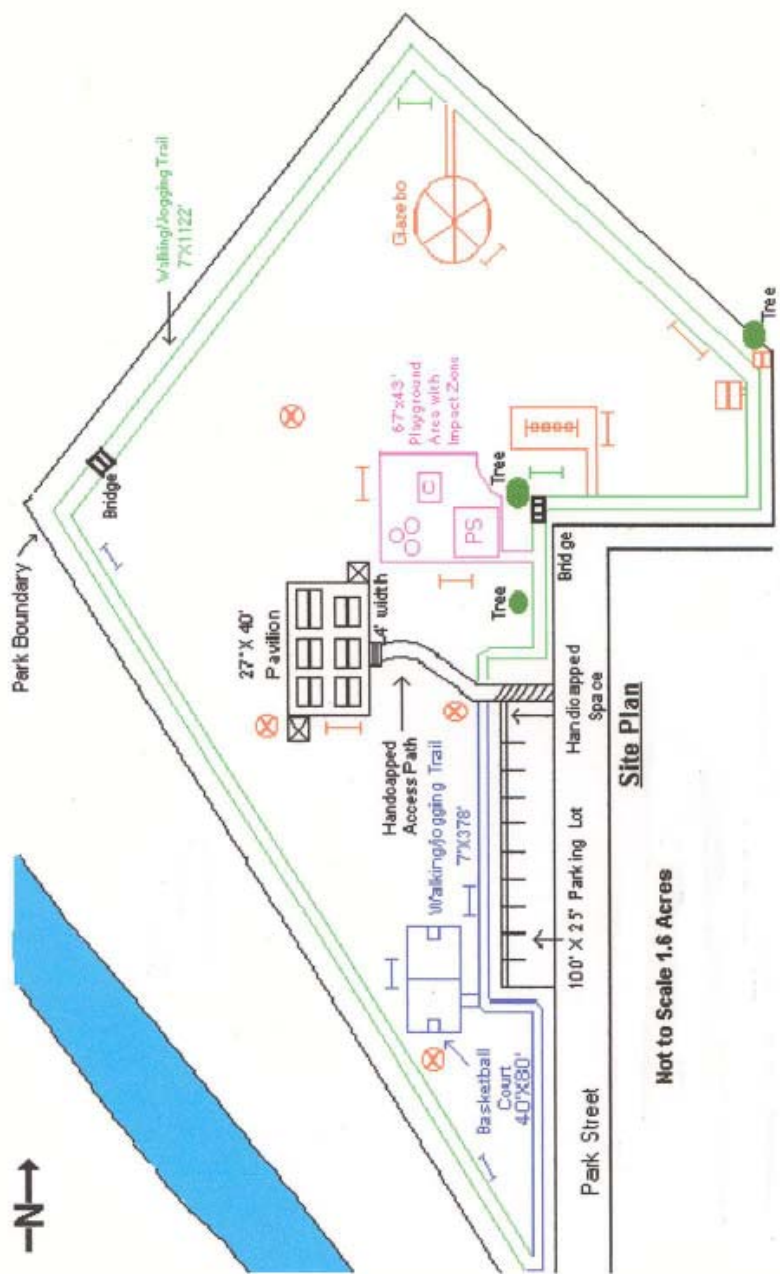 -N→
Park Boundary
Walking/Jogging Trail
7'X1122'
Bridge
Gazebo
67'x43'
Playground
Area with
Impact Zone
C
PS
27'X 40'
Pavilion
4' width
Tree
Tree
Tree
Bridge
Handicapped
Access Path
Walking/jogging Trail
7'X378'
Basketball
Court
40'X80'
100' X 25' Parking Lot
Handicapped
Space
Park Street
Site Plan
Not to Scale 1.6 Acres